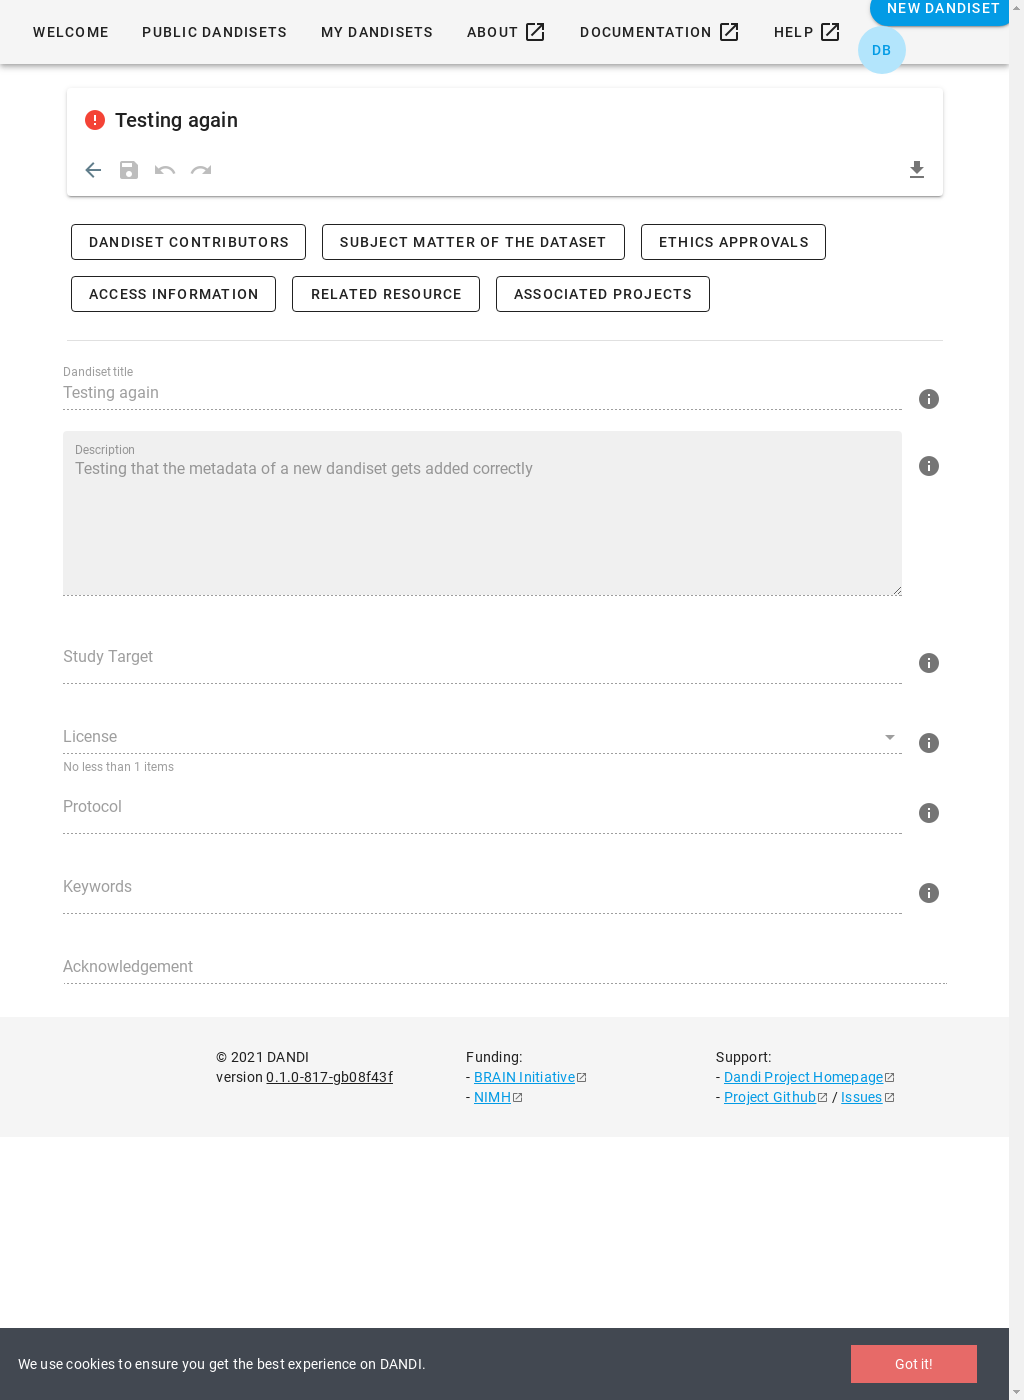 WELCOME PUBLIC DANDISETS MY DANDISETS ABOUT DOCUMENTATION HELP NEW DANDISET
DB
Testing again
DANDISET CONTRIBUTORS SUBJECT MATTER OF THE DATASET ETHICS APPROVALS
ACCESS INFORMATION RELATED RESOURCE ASSOCIATED PROJECTS
Dandiset title
Testing again
Description
Testing that the metadata of a new dandiset gets added correctly
Study Target
License
No less than 1 items
Protocol
Keywords
Acknowledgement
© 2021 DANDI
version 0.1.0-817-gb08f43f
Funding:
- BRAIN Initiative
- NIMH
Support:
- Dandi Project Homepage
- Project Github / Issues
We use cookies to ensure you get the best experience on DANDI.
Got it!